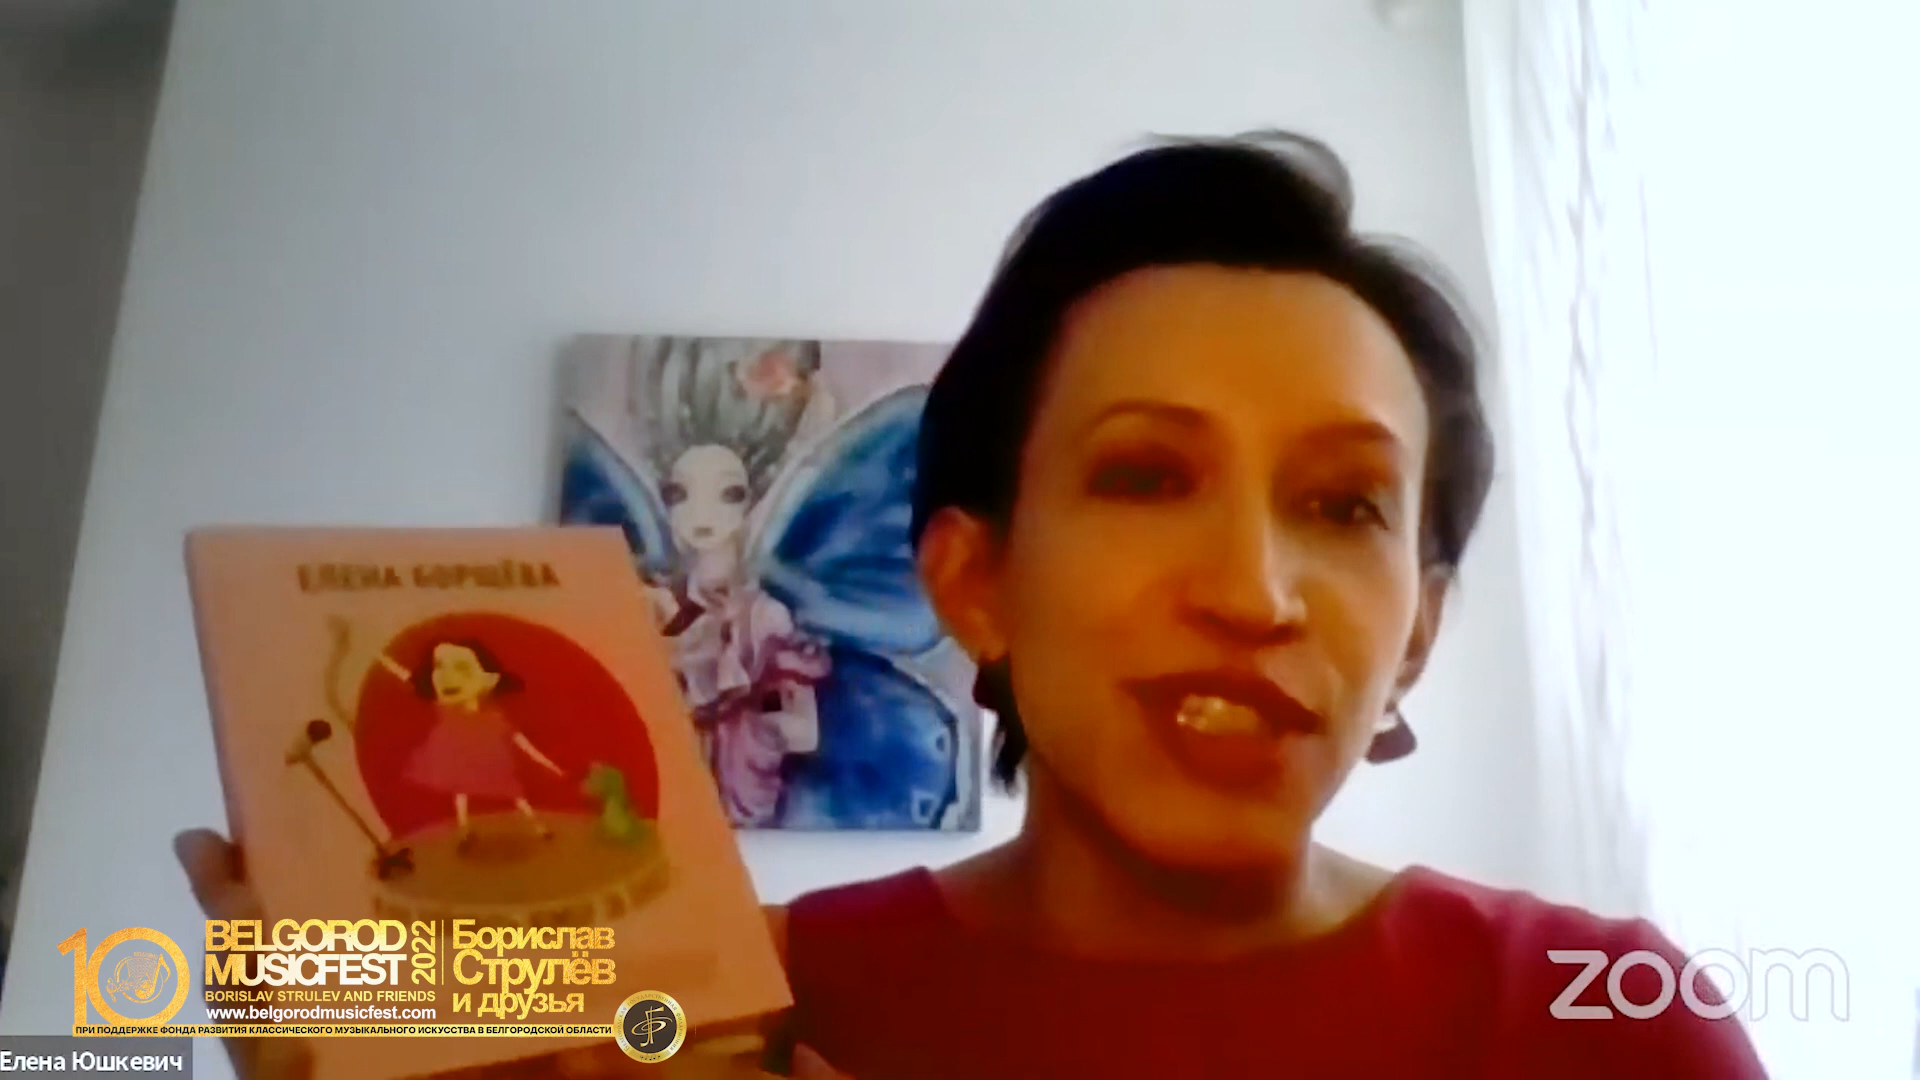 ЕЛЕНА БОРЩЁВА
10
BELGOROD
MUSICFEST
2022
BORISLAV STRULEV AND FRIENDS
www.belgorodmusicfest.com
Борислав
Струлёв
и друзья
ПРИ ПОДДЕРЖКЕ ФОНДА РАЗВИТИЯ КЛАССИЧЕСКОГО МУЗЫКАЛЬНОГО ИСКУССТВА В БЕЛГОРОДСКОЙ ОБЛАСТИ
Елена Юшкевич
zoom